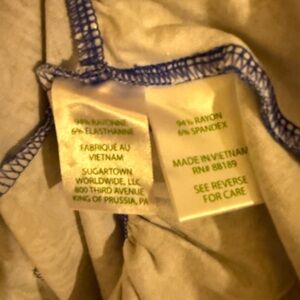 94% RAYONNE
6% ELASTHANNE
FABRIQUÉ AU
VIETNAM
SUGARTOWN
WORLDWIDE, LLC
800 THIRD AVENUE
KING OF PRUSSIA, PA
94% RAYON
6% SPANDEX
MADE IN VIETNAM
RN# 88189
SEE REVERSE
FOR CARE